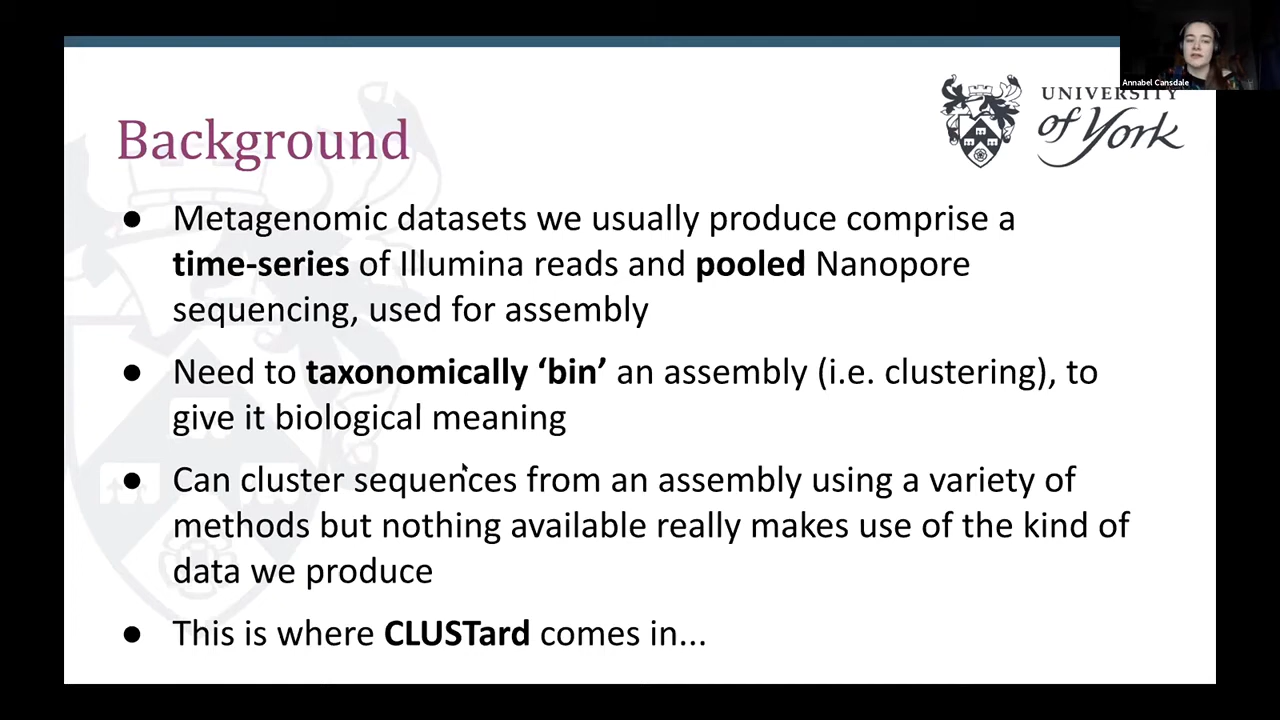 Annabel Cansdale
UNIVERSITY
of York
Background
● Metagenomic datasets we usually produce comprise a
time-series of Illumina reads and pooled Nanopore
sequencing, used for assembly
● Need to taxonomically ‘bin’ an assembly (i.e. clustering), to
give it biological meaning
● Can cluster sequences from an assembly using a variety of
methods but nothing available really makes use of the kind of
data we produce
● This is where CLUSTard comes in...